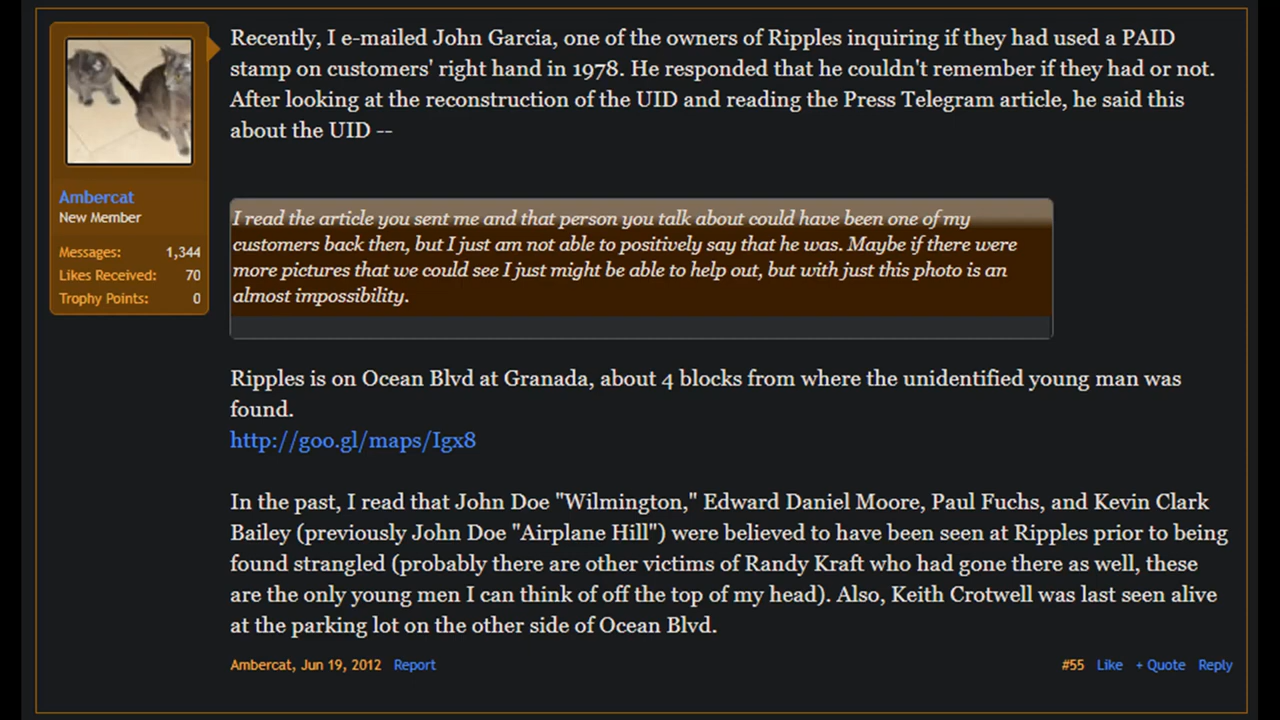 Recently, I e-mailed John Garcia, one of the owners of Ripples inquiring if they had used a PAID
stamp on customers' right hand in 1978. He responded that he couldn't remember if they had or not.
After looking at the reconstruction of the UID and reading the Press Telegram article, he said this
about the UID --
Ambercat
New Member
Messages: 1,344
Likes Received: 70
Trophy Points: 0
I read the article you sent me and that person you talk about could have been one of my
customers back then, but I just am not able to positively say that he was. Maybe if there were
more pictures that we could see I just might be able to help out, but with just this photo is an
almost impossibility.
Ripples is on Ocean Blvd at Granada, about 4 blocks from where the unidentified young man was
found.
http://goo.gl/maps/Igx8
In the past, I read that John Doe "Wilmington," Edward Daniel Moore, Paul Fuchs, and Kevin Clark
Bailey (previously John Doe "Airplane Hill") were believed to have been seen at Ripples prior to being
found strangled (probably there are other victims of Randy Kraft who had gone there as well, these
are the only young men I can think of off the top of my head). Also, Keith Crotwell was last seen alive
at the parking lot on the other side of Ocean Blvd.
Ambercat, Jun 19, 2012 Report #55 Like + Quote Reply